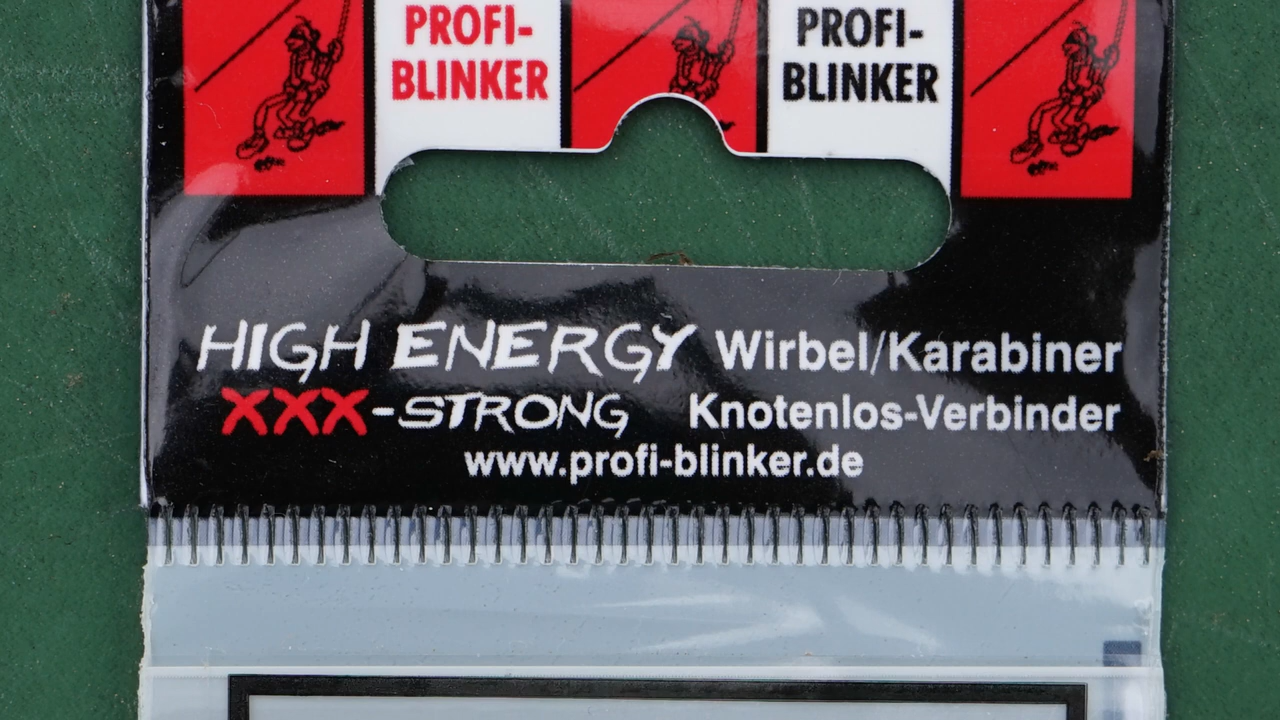 PROFI-
BLINKER
PROFI-
BLINKER
HIGH ENERGY Wirbel/Karabiner
XXX-STRONG Knotenlos-Verbinder
www.profi-blinker.de